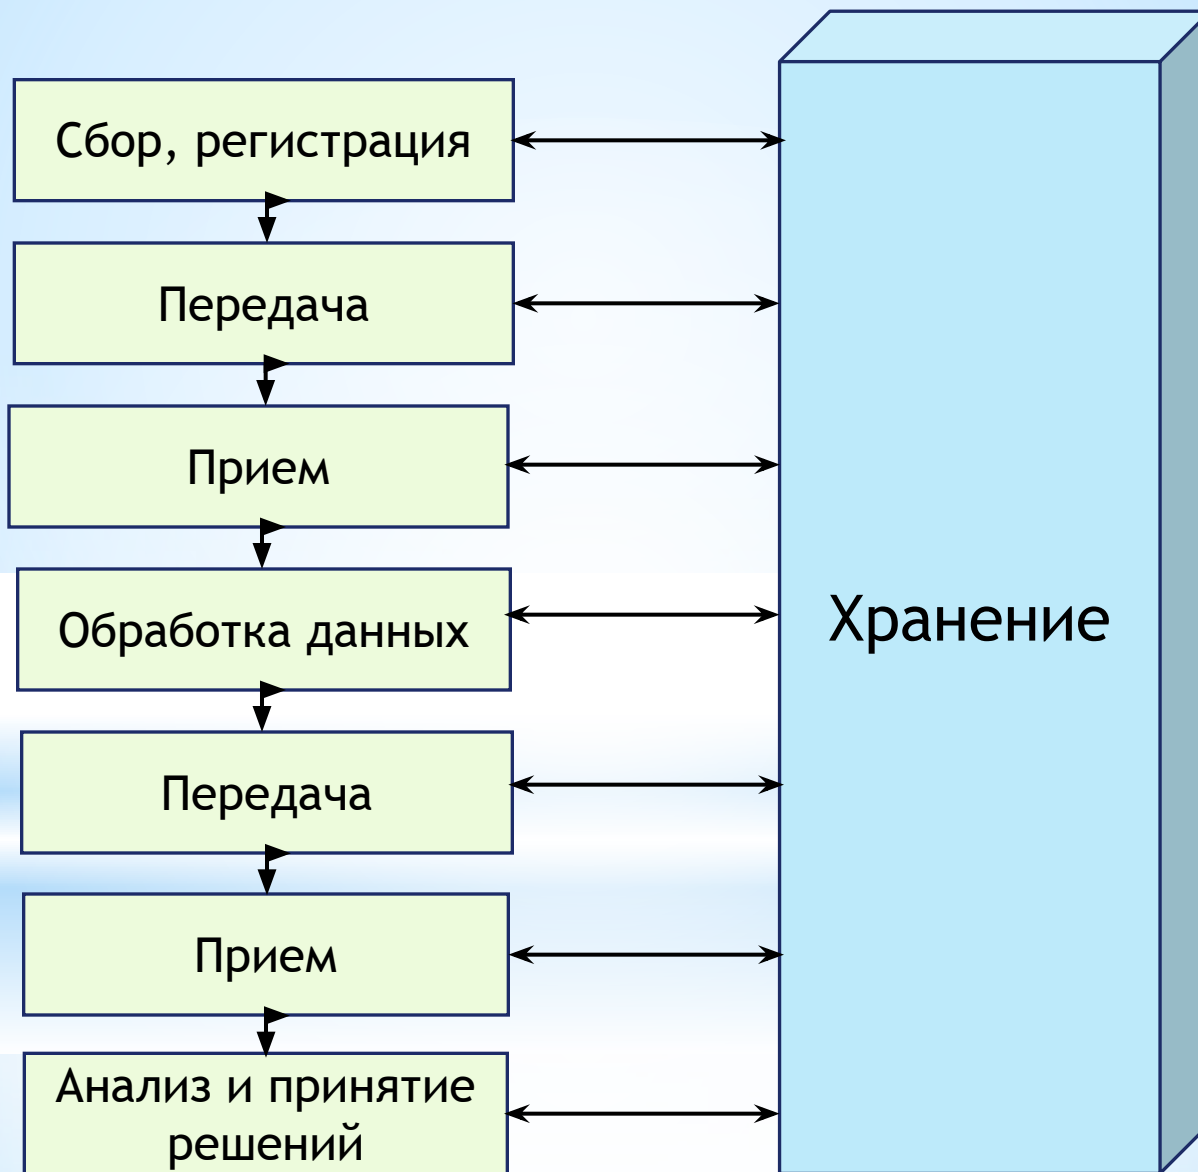 Сбор, регистрация
Передача
Прием
Обработка данных
Передача
Прием
Анализ и принятие
решений
Хранение